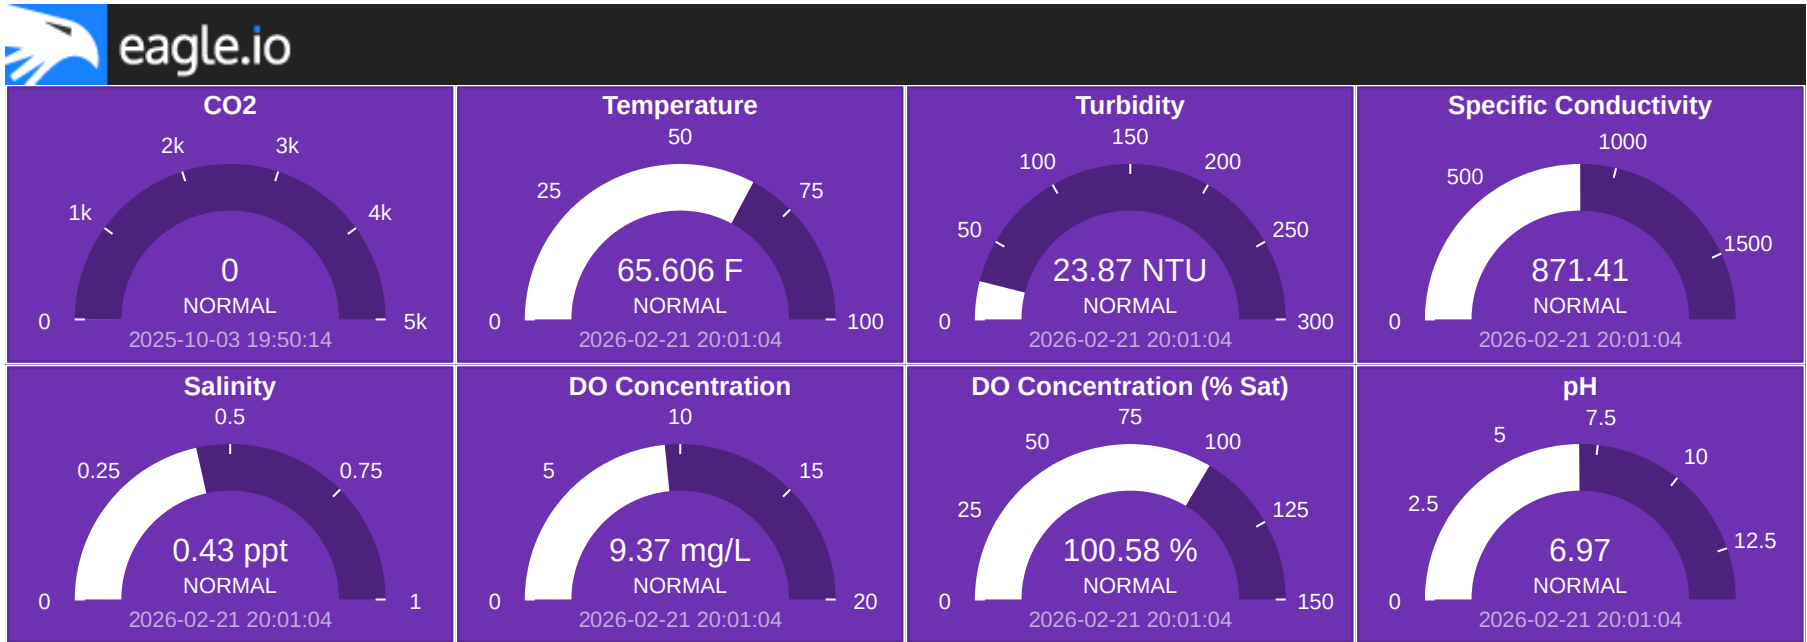 eagle.io
CO2
0
1k
2k
3k
4k
5k
0
NORMAL
2025-10-03 19:50:14
Temperature
0
25
50
75
100
65.606 F
NORMAL
2026-02-21 20:01:04
Turbidity
0
50
100
150
200
250
300
23.87 NTU
NORMAL
2026-02-21 20:01:04
Specific Conductivity
0
500
1000
1500
871.41
NORMAL
2026-02-21 20:01:04
Salinity
0
0.25
0.5
0.75
1
0.43 ppt
NORMAL
2026-02-21 20:01:04
DO Concentration
0
5
10
15
20
9.37 mg/L
NORMAL
2026-02-21 20:01:04
DO Concentration (% Sat)
0
25
50
75
100
125
150
100.58 %
NORMAL
2026-02-21 20:01:04
pH
0
2.5
5
7.5
10
12.5
6.97
NORMAL
2026-02-21 20:01:04